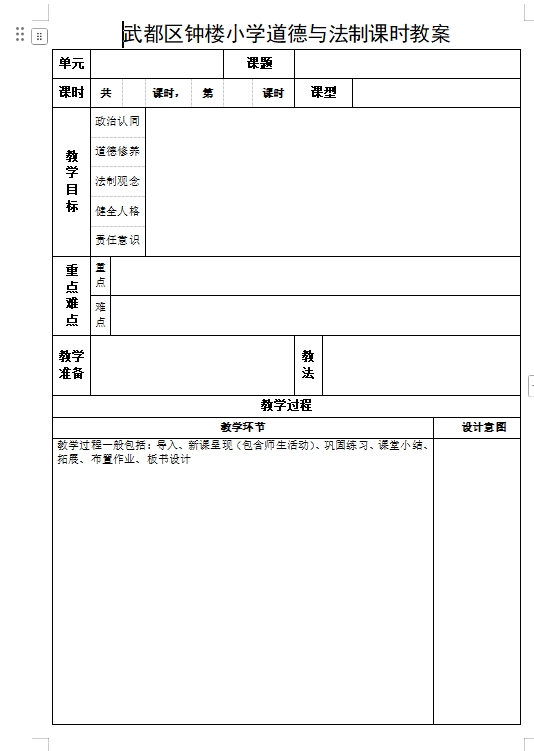 武都区钟楼小学道德与法制课时教案
单元 课题
课时 共 课时， 第 课时 课型
教学目标
政治认同
道德修养
法制观念
健全人格
责任意识
重点难点
重点
难点
教学准备 教法
教学过程
教学环节 设计意图
教学过程一般包括：导入、新课呈现（包含师生活动）、巩固练习、课堂小结、
拓展、布置作业、板书设计